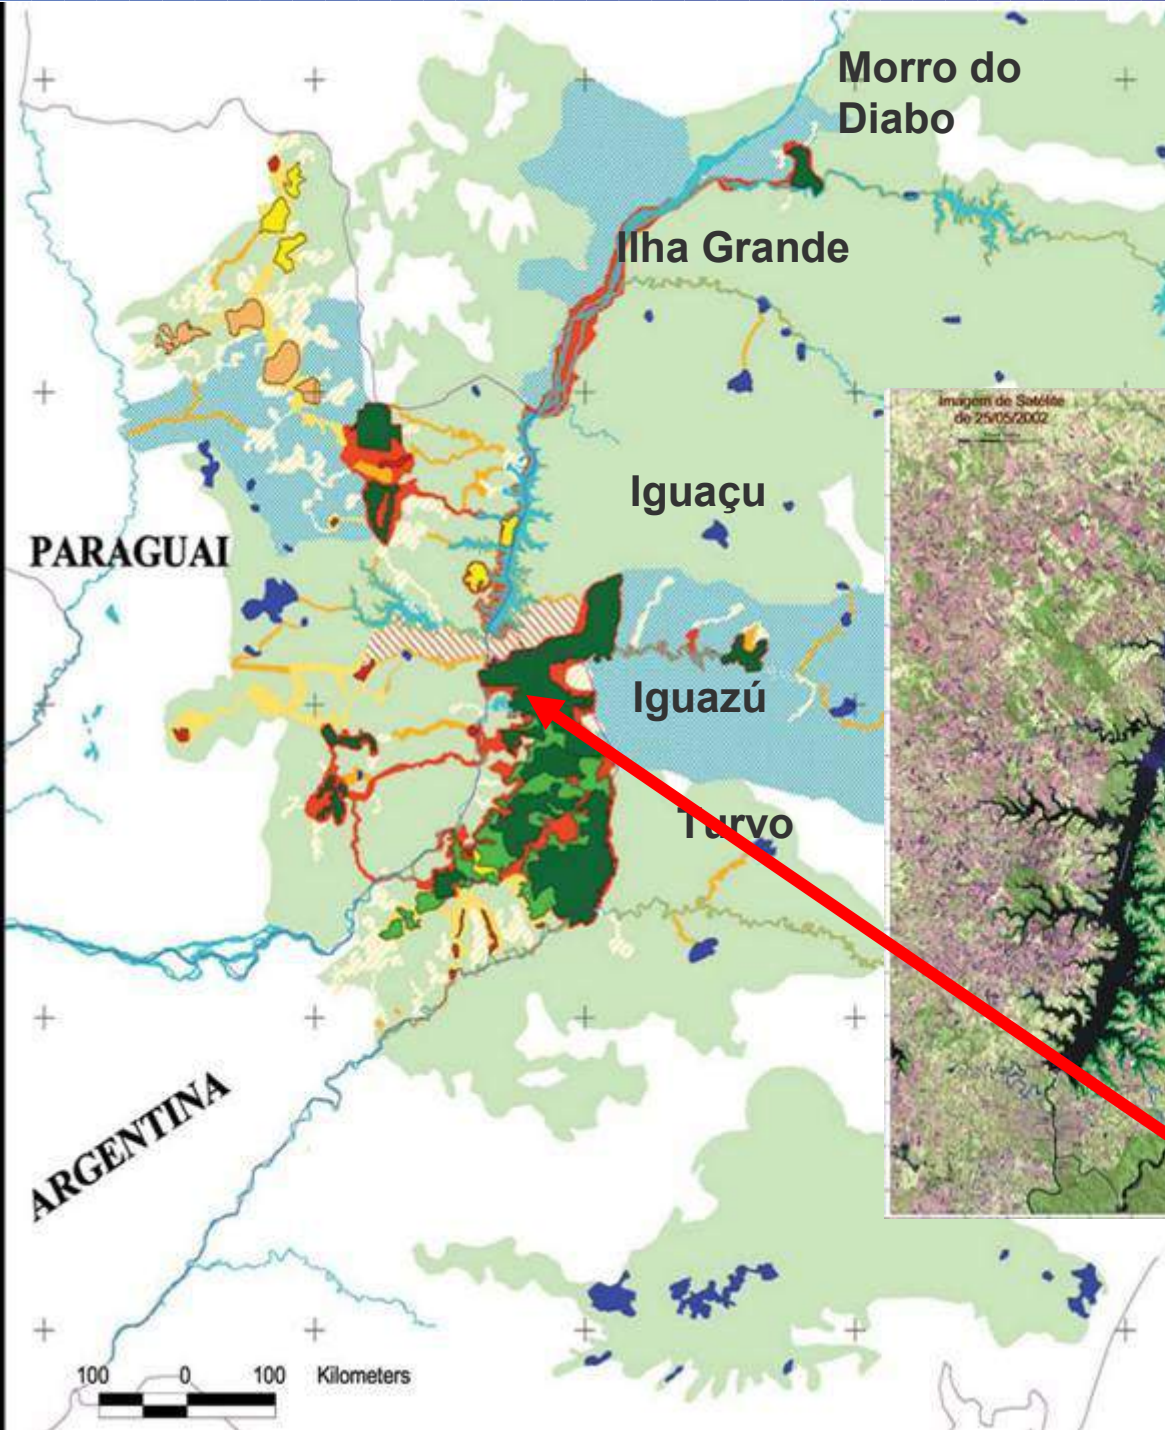 Morro do
Diabo
Ilha Grande
Imagem de Satélite
de 25/05/2002
Iguaçu
PARAGUAI
Iguazú
Turvo
ARGENTINA
100 0 100 Kilometers